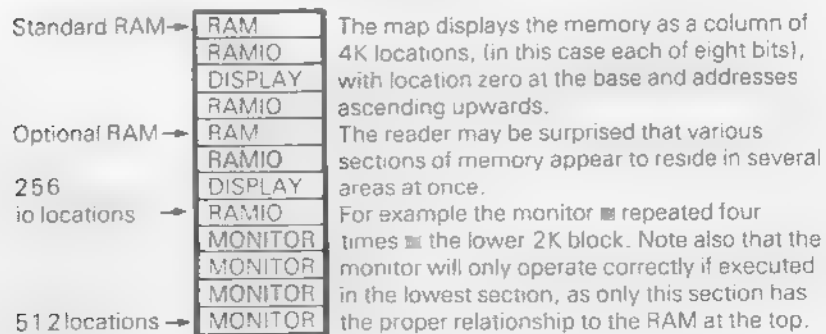 Standard RAM→ RAM
RAMIO
DISPLAY
RAMIO
Optional RAM→ RAM
RAMIO
256 DISPLAY
io locations → RAMIO
MONITOR
MONITOR
MONITOR
512 locations → MONITOR
The map displays the memory as a column of
4K locations, (in this case each of eight bits),
with location zero at the base and addresses
ascending upwards.
The reader may be surprised that various
sections of memory appear to reside in several
areas at once.
For example the monitor repeated four
times the lower 2K block. Note also that the
monitor will only operate correctly if executed
in the lowest section, as only this section has
the proper relationship to the RAM at the top.